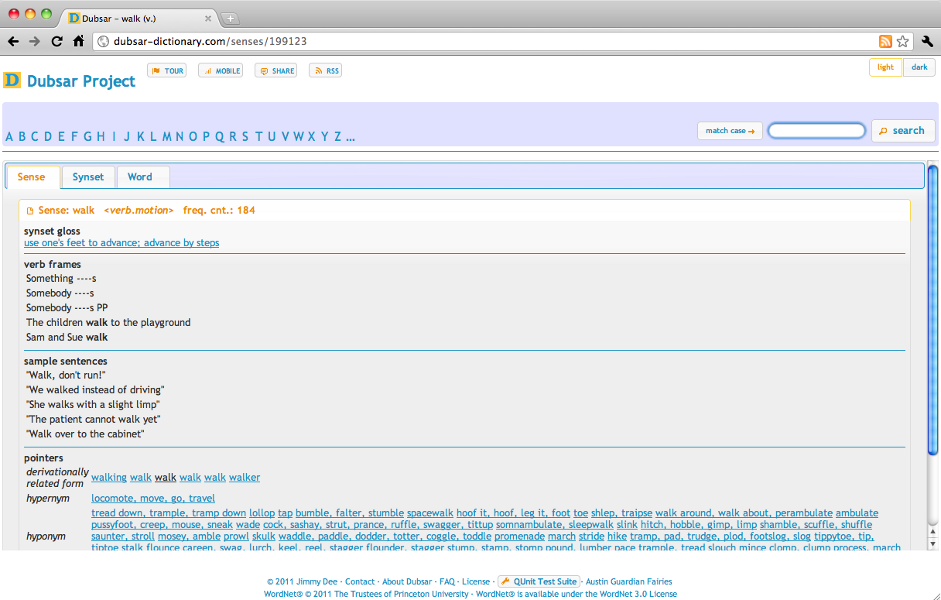 Dubsar - walk (v.)
dubsar-dictionary.com/senses/199123
D Dubsar Project
TOUR MOBILE SHARE RSS
light dark
A B C D E F G H I J K L M N O P Q R S T U V W X Y Z ...
match case → search
Sense Synset Word
Sense: walk <verb.motion> freq. cnt.: 184
synset gloss
use one's feet to advance; advance by steps
verb frames
Something ----s
Somebody ----s
Somebody ----s PP
The children walk to the playground
Sam and Sue walk
sample sentences
"Walk, don't run!"
"We walked instead of driving"
"She walks with a slight limp"
"The patient cannot walk yet"
"Walk over to the cabinet"
pointers
derivationally related form walking walk walk walk walk walker
hypernym locomote, move, go, travel
tread down, trample, tramp down lollop tap bumble, falter, stumble spacewalk hoof it, hoof, leg it, foot toe shlep, traipse walk around, walk about, perambulate ambulate
pussyfoot, creep, mouse, sneak wade cock, sashay, strut, prance, ruffle, swagger, tittup somnambulate, sleepwalk slink hitch, hobble, gimp, limp shamble, scuffle, shuffle
hyponym saunter, stroll mosey, amble prowl skulk waddle, paddle, dodder, totter, coggle, toddle promenade march stride hike tramp, pad, trudge, plod, footslog, slog tippytoe, tip,
tiptoe stalk flounce careen, swag, lurch, keel, reel, stagger flounder, stagger stump, stamp, stomp pound, lumber pace trample, tread slouch mince clomp, clump process, march
© 2011 Jimmy Dee · Contact · About Dubsar · FAQ · License · QUnit Test Suite · Austin Guardian Fairies
WordNet® © 2011 The Trustees of Princeton University · WordNet® is available under the WordNet 3.0 License